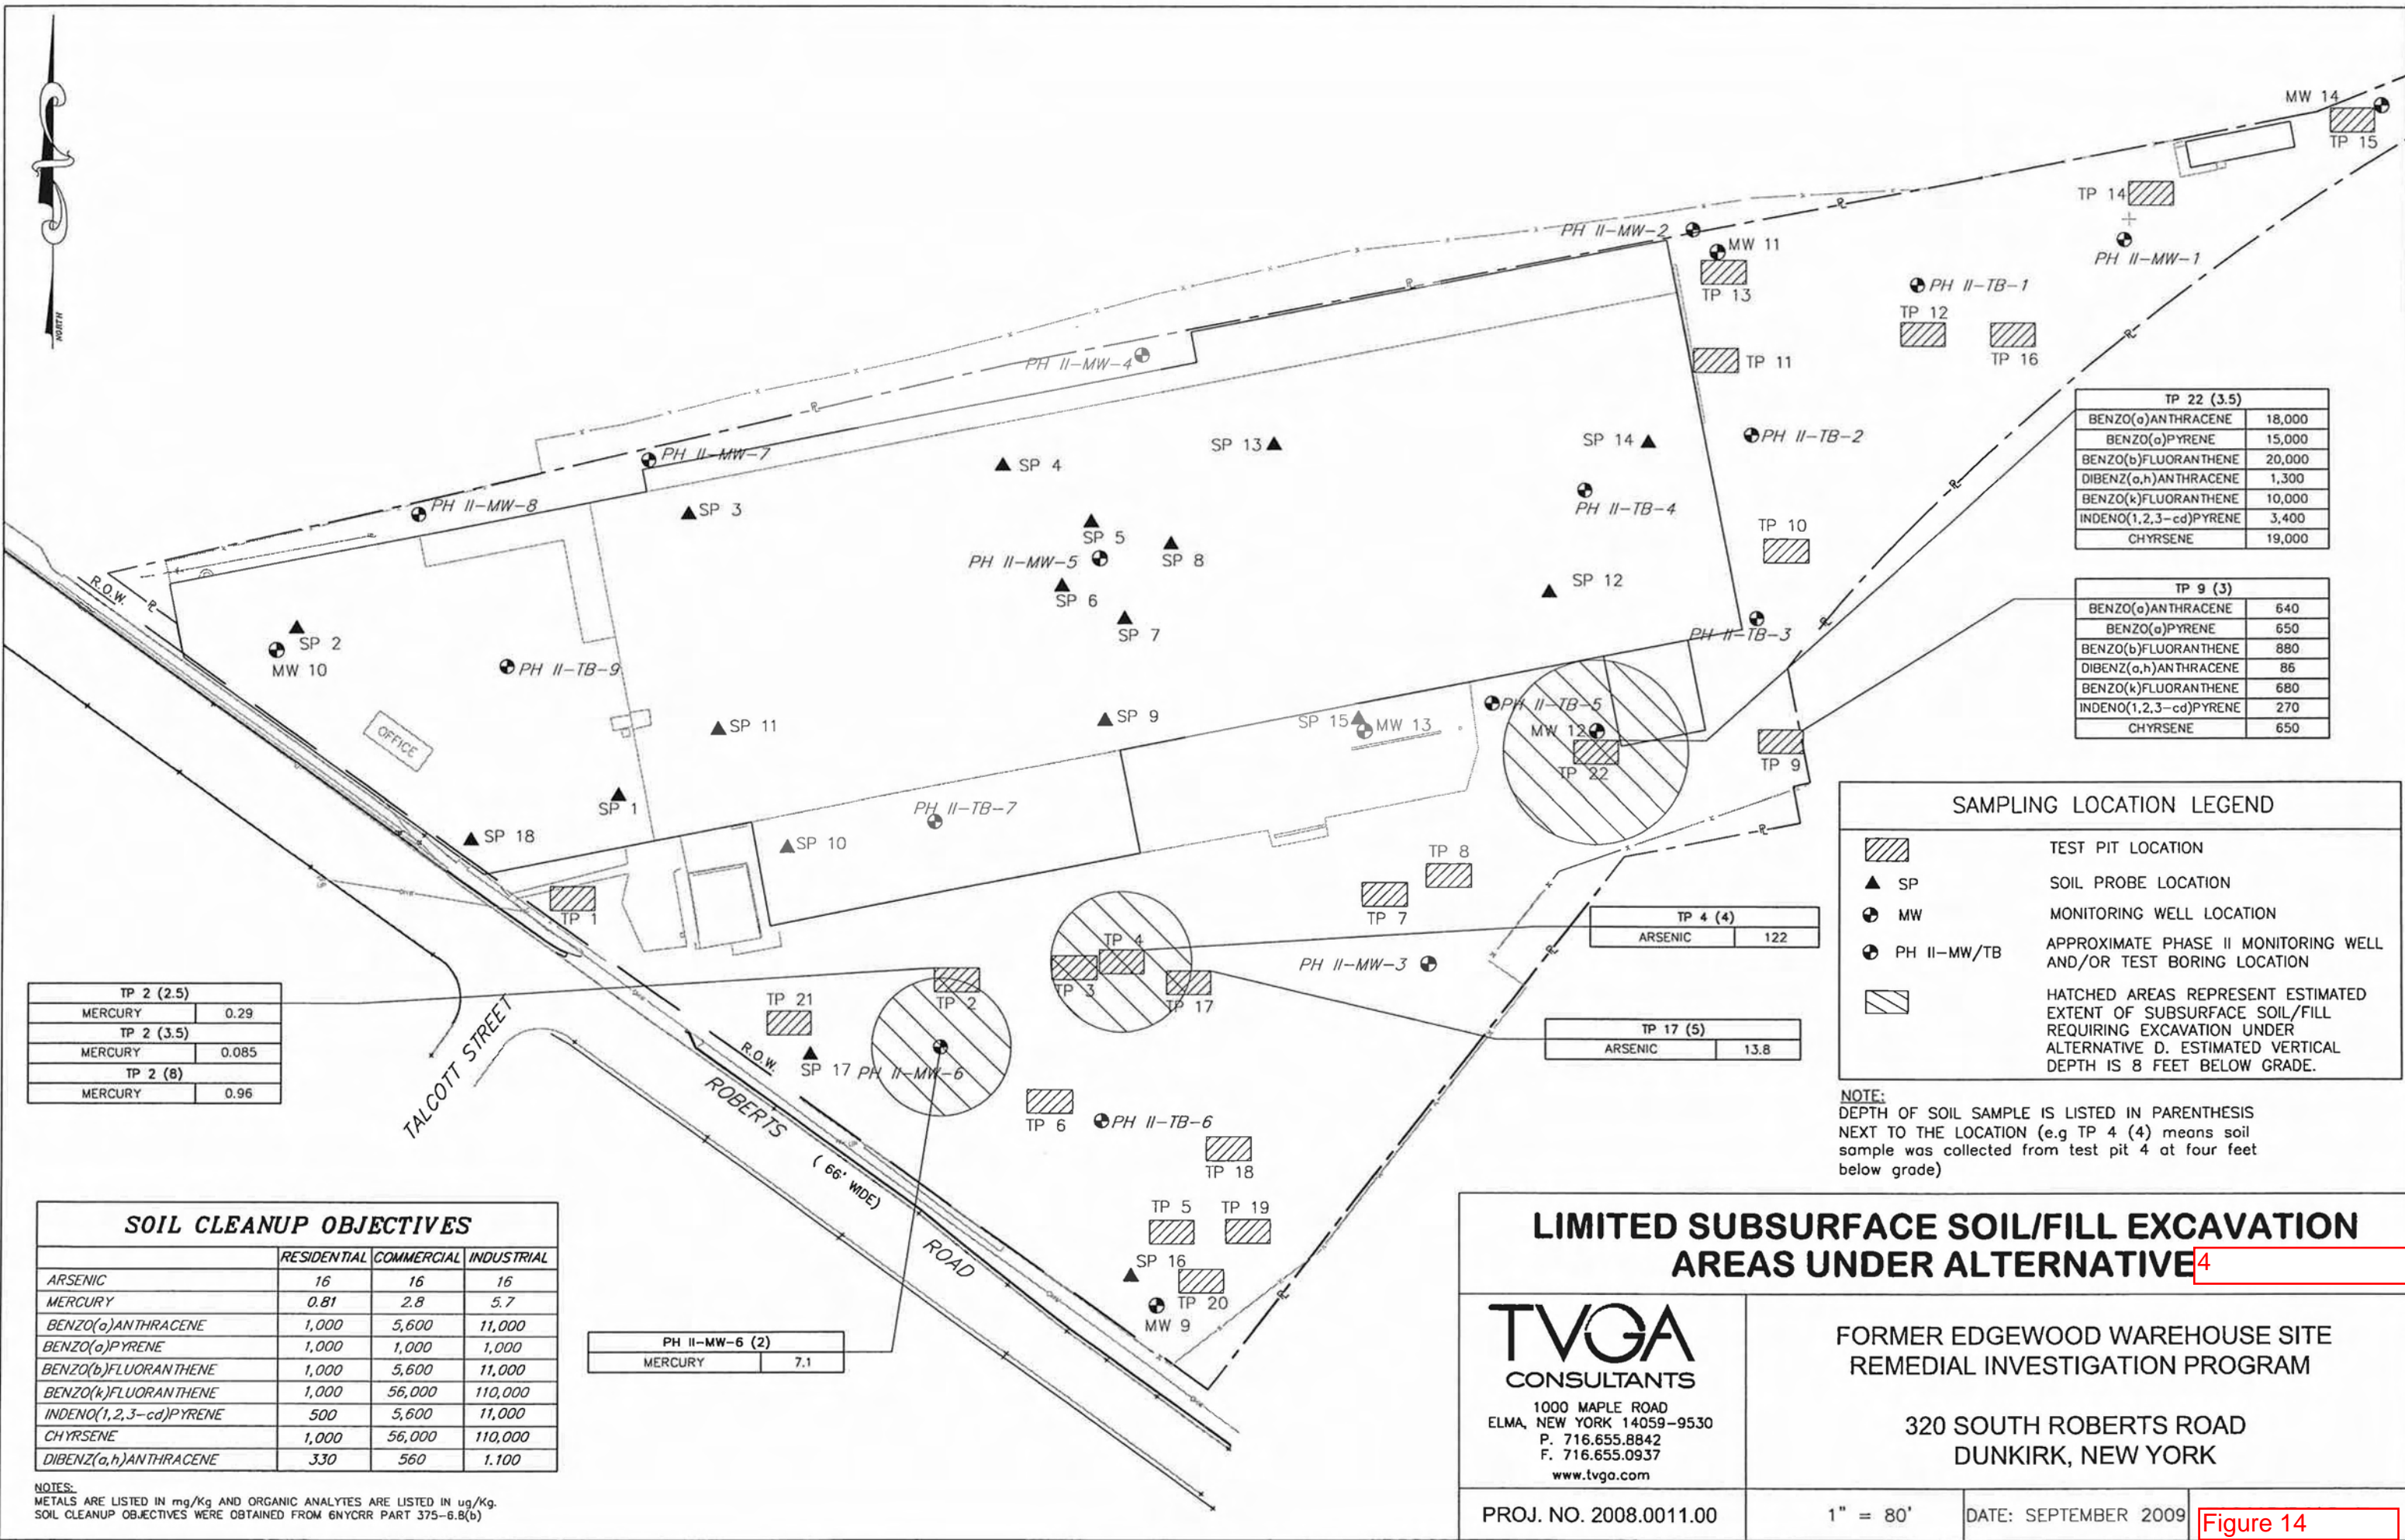 NORTH
MW 14
TP 15
TP 14
PH II-MW-1
PH II-MW-2
MW 11
TP 13
PH II-TB-1
TP 12
TP 16
TP 11
PH II-MW-4
PH II-TB-2
PH II-MW-7
PH II-MW-8
SP 3
SP 4
SP 13
SP 14
PH II-TB-4
SP 5
PH II-MW-5
SP 8
SP 6
SP 7
SP 12
TP 10
PH II-TB-3
R.O.W.
SP 2
MW 10
PH II-TB-9
OFFICE
SP 11
SP 9
SP 15
MW 13
PH II-TB-5
MW 12
TP 22
TP 9
SP 1
SP 18
SP 10
PH II-TB-7
TP 8
TP 7
TP 1
TP 4
TP 3
TP 17
PH II-MW-3
TP 2
TP 21
SP 17
PH II-MW-6
R.O.W.
TALCOTT STREET
ROBERTS
( 66' WIDE)
ROAD
TP 6
PH II-TB-6
TP 18
TP 5
TP 19
SP 16
TP 20
MW 9
TP 22 (3.5)
BENZO(a)ANTHRACENE 18,000
BENZO(a)PYRENE 15,000
BENZO(b)FLUORANTHENE 20,000
DIBENZ(a,h)ANTHRACENE 1,300
BENZO(k)FLUORANTHENE 10,000
INDENO(1,2,3-cd)PYRENE 3,400
CHYRSENE 19,000
TP 9 (3)
BENZO(a)ANTHRACENE 640
BENZO(a)PYRENE 650
BENZO(b)FLUORANTHENE 880
DIBENZ(a,h)ANTHRACENE 86
BENZO(k)FLUORANTHENE 680
INDENO(1,2,3-cd)PYRENE 270
CHYRSENE 650
TP 4 (4)
ARSENIC 122
TP 17 (5)
ARSENIC 13.8
TP 2 (2.5)
MERCURY 0.29
TP 2 (3.5)
MERCURY 0.085
TP 2 (8)
MERCURY 0.96
PH II-MW-6 (2)
MERCURY 7.1
SAMPLING LOCATION LEGEND
TEST PIT LOCATION
SP SOIL PROBE LOCATION
MW MONITORING WELL LOCATION
PH II-MW/TB APPROXIMATE PHASE II MONITORING WELL
AND/OR TEST BORING LOCATION
HATCHED AREAS REPRESENT ESTIMATED
EXTENT OF SUBSURFACE SOIL/FILL
REQUIRING EXCAVATION UNDER
ALTERNATIVE D. ESTIMATED VERTICAL
DEPTH IS 8 FEET BELOW GRADE.
NOTE:
DEPTH OF SOIL SAMPLE IS LISTED IN PARENTHESIS
NEXT TO THE LOCATION (e.g TP 4 (4) means soil
sample was collected from test pit 4 at four feet
below grade)
SOIL CLEANUP OBJECTIVES
RESIDENTIAL COMMERCIAL INDUSTRIAL
ARSENIC 16 16 16
MERCURY 0.81 2.8 5.7
BENZO(a)ANTHRACENE 1,000 5,600 11,000
BENZO(a)PYRENE 1,000 1,000 1,000
BENZO(b)FLUORANTHENE 1,000 5,600 11,000
BENZO(k)FLUORANTHENE 1,000 56,000 110,000
INDENO(1,2,3-cd)PYRENE 500 5,600 11,000
CHYRSENE 1,000 56,000 110,000
DIBENZ(a,h)ANTHRACENE 330 560 1.100
NOTES:
METALS ARE LISTED IN mg/Kg AND ORGANIC ANALYTES ARE LISTED IN ug/Kg.
SOIL CLEANUP OBJECTIVES WERE OBTAINED FROM 6NYCRR PART 375-6.8(b)
LIMITED SUBSURFACE SOIL/FILL EXCAVATION
AREAS UNDER ALTERNATIVE 4
TVGA
CONSULTANTS
1000 MAPLE ROAD
ELMA, NEW YORK 14059-9530
P. 716.655.8842
F. 716.655.0937
www.tvga.com
FORMER EDGEWOOD WAREHOUSE SITE
REMEDIAL INVESTIGATION PROGRAM
320 SOUTH ROBERTS ROAD
DUNKIRK, NEW YORK
PROJ. NO. 2008.0011.00
1" = 80'
DATE: SEPTEMBER 2009
Figure 14